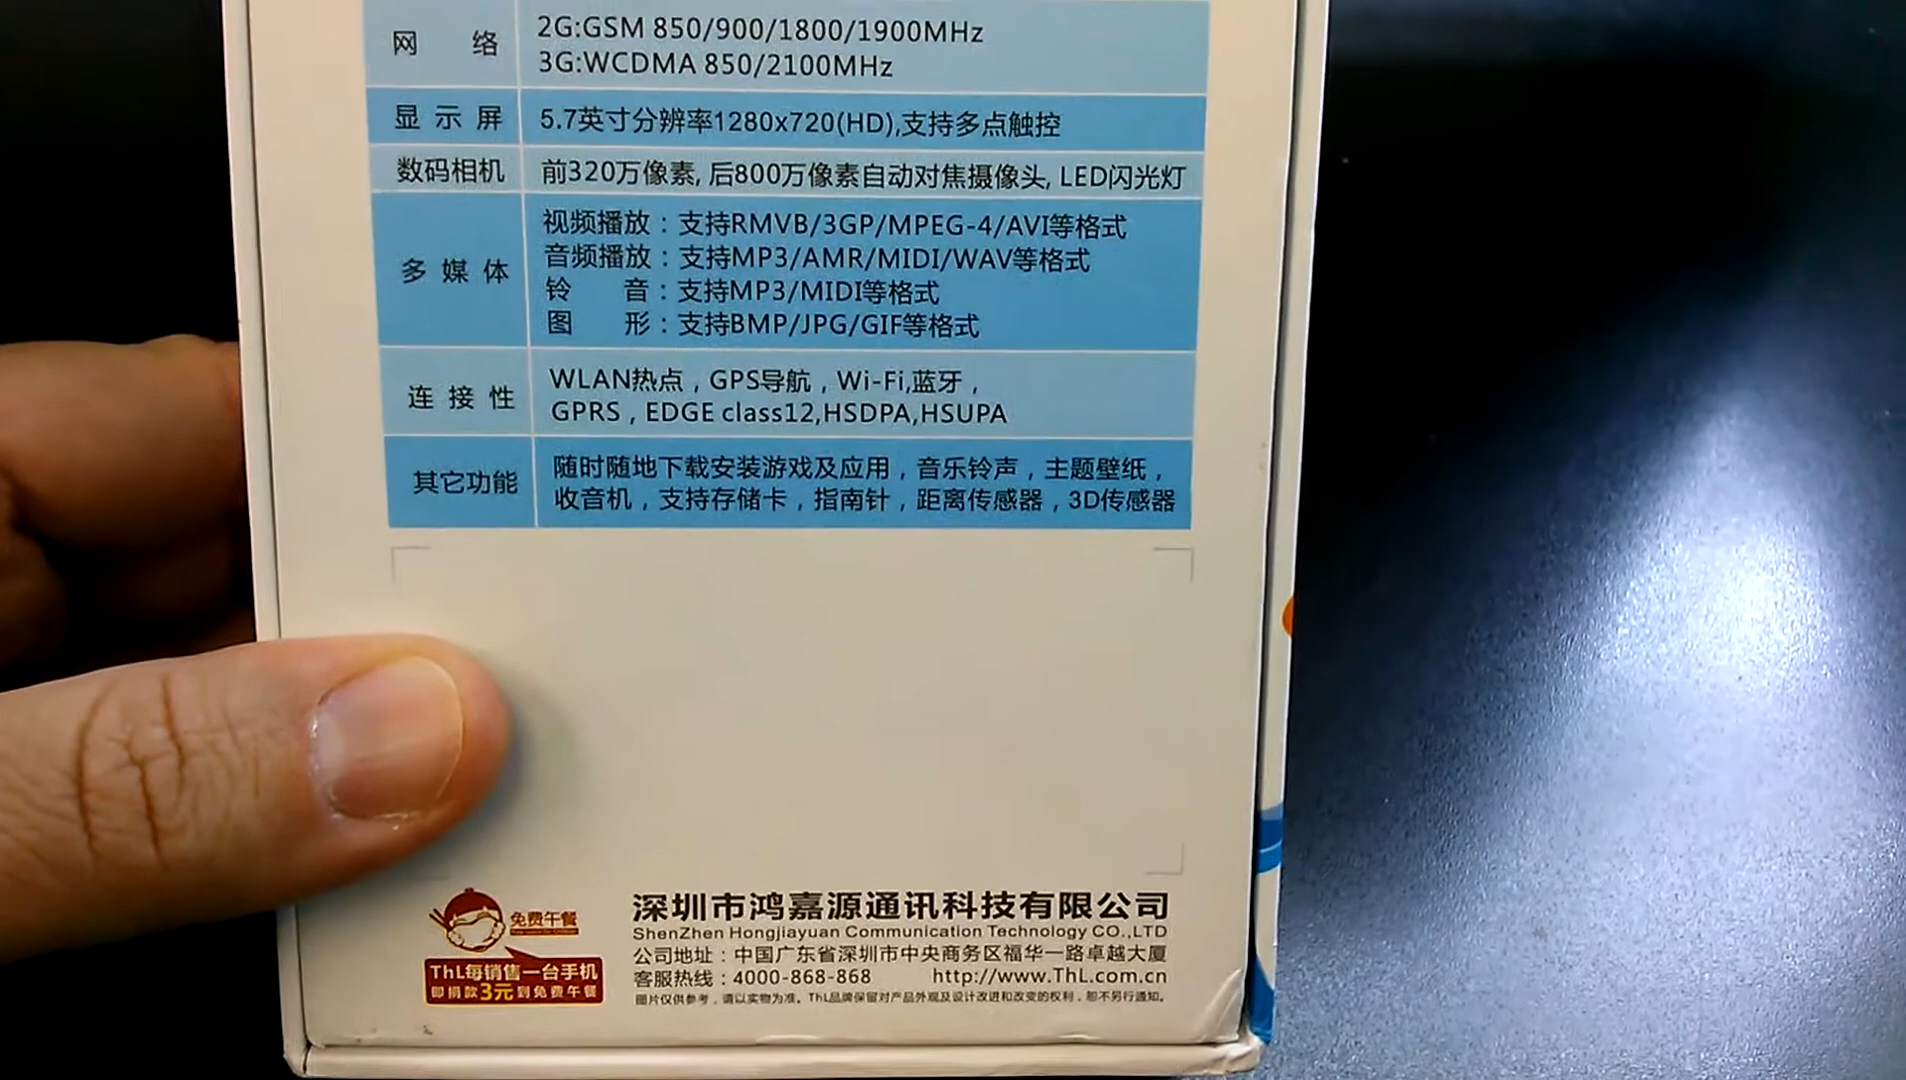 网 络
2G:GSM 850/900/1800/1900MHz
3G:WCDMA 850/2100MHz
显 示 屏
5.7英寸分辨率1280x720(HD),支持多点触控
数码相机
前320万像素, 后800万像素自动对焦摄像头, LED闪光灯
多 媒 体
视频播放：支持RMVB/3GP/MPEG-4/AVI等格式
音频播放：支持MP3/AMR/MIDI/WAV等格式
铃 音：支持MP3/MIDI等格式
图 形：支持BMP/JPG/GIF等格式
连 接 性
WLAN热点，GPS导航，Wi-Fi,蓝牙，
GPRS，EDGE class12,HSDPA,HSUPA
其它功能
随时随地下载安装游戏及应用，音乐铃声，主题壁纸，
收音机，支持存储卡，指南针，距离传感器，3D传感器
免费午餐
ThL每销售一台手机
即捐款3元到免费午餐
深圳市鸿嘉源通讯科技有限公司
ShenZhen Hongjiayuan Communication Technology CO.,LTD
公司地址：中国广东省深圳市中央商务区福华一路卓越大厦
客服热线：4000-868-868 http://www.ThL.com.cn
图片仅供参考，请以实物为准。ThL品牌保留对产品外观及设计改进和改变的权利，恕不另行通知。